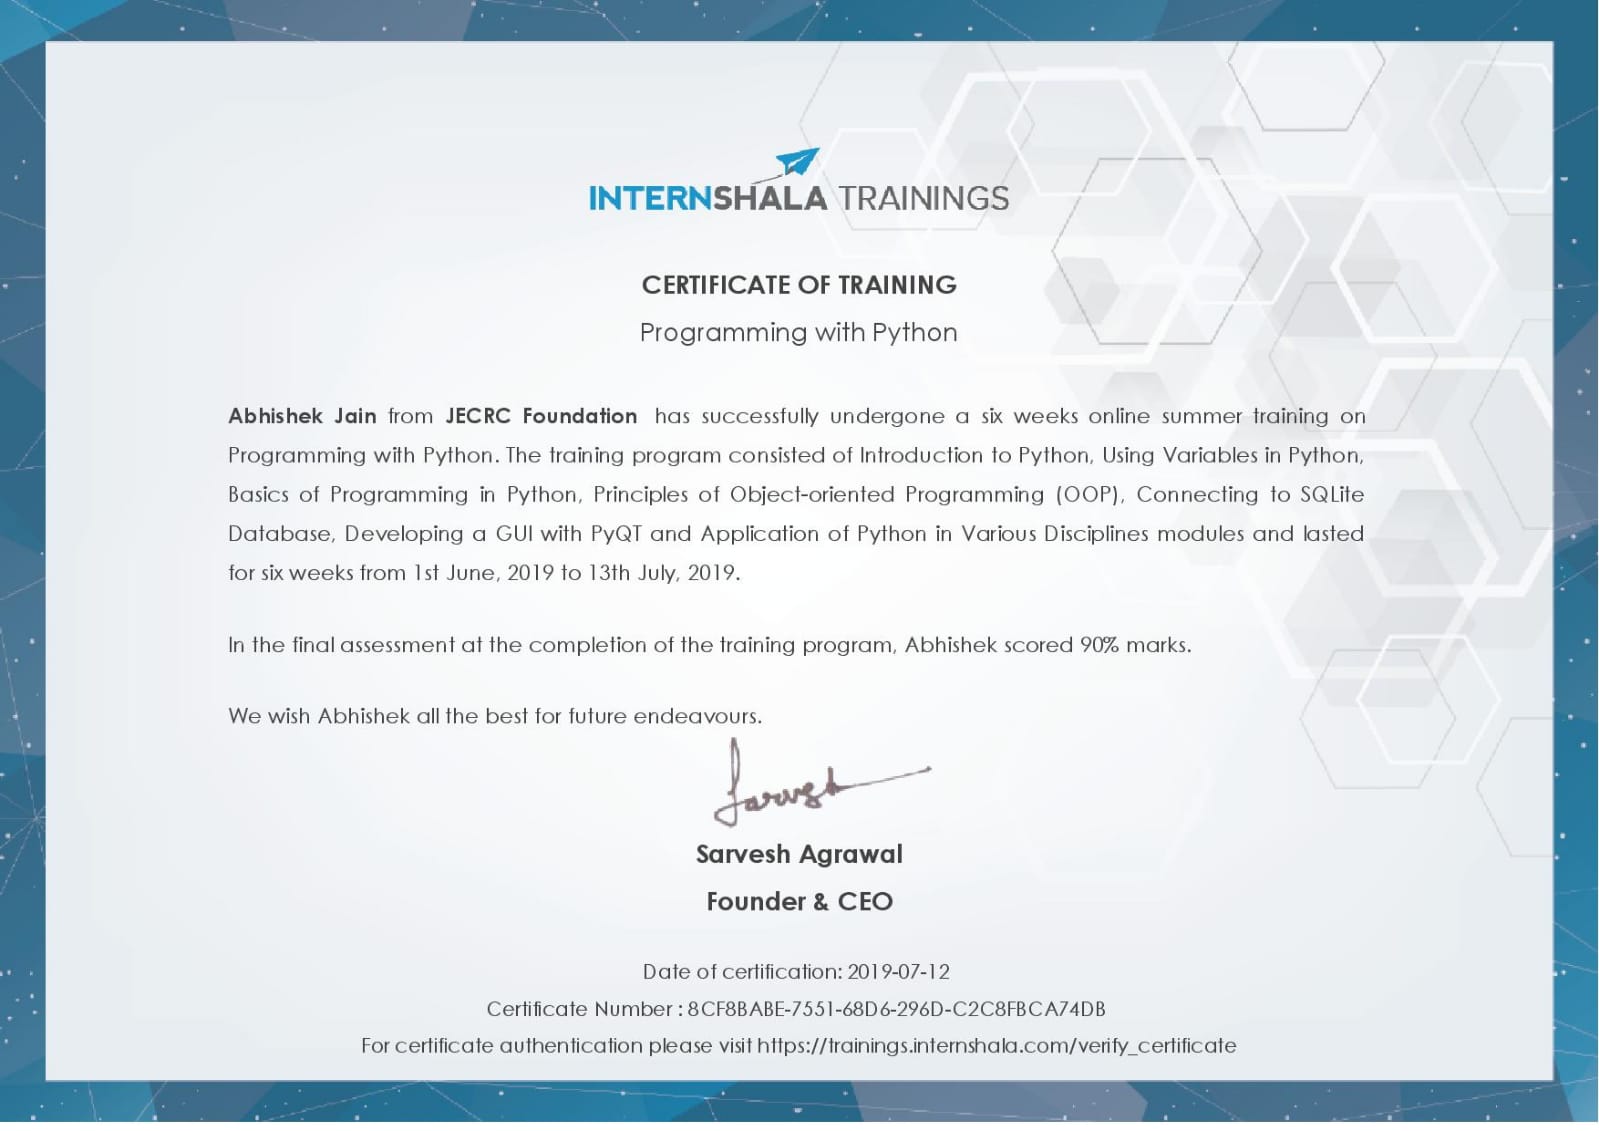 INTERNSHALA TRAININGS
CERTIFICATE OF TRAINING
Programming with Python
Abhishek Jain from JECRC Foundation has successfully undergone a six weeks online summer training on
Programming with Python. The training program consisted of Introduction to Python, Using Variables in Python,
Basics of Programming in Python, Principles of Object-oriented Programming (OOP), Connecting to SQLite
Database, Developing a GUI with PyQT and Application of Python in Various Disciplines modules and lasted
for six weeks from 1st June, 2019 to 13th July, 2019.
In the final assessment at the completion of the training program, Abhishek scored 90% marks.
We wish Abhishek all the best for future endeavours.
Sarvesh
Sarvesh Agrawal
Founder & CEO
Date of certification: 2019-07-12
Certificate Number : 8CF8BABE-7551-68D6-296D-C2C8FBCA74DB
For certificate authentication please visit https://trainings.internshala.com/verify_certificate